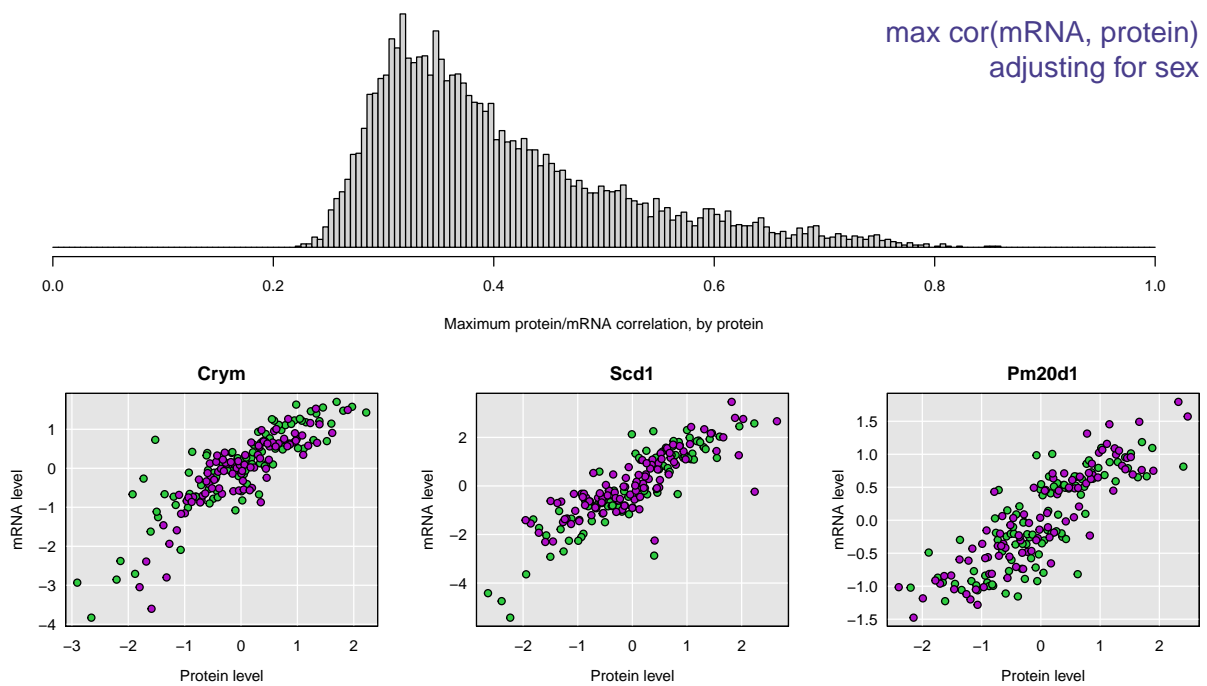 max cor(mRNA, protein)
adjusting for sex
0.0 0.2 0.4 0.6 0.8 1.0
Maximum protein/mRNA correlation, by protein
Crym
mRNA level
1
0
−1
−2
−3
−4
−3 −2 −1 0 1 2
Protein level
Scd1
mRNA level
2
0
−2
−4
−2 −1 0 1 2
Protein level
Pm20d1
mRNA level
1.5
1.0
0.5
0.0
−0.5
−1.0
−1.5
−2 −1 0 1 2
Protein level